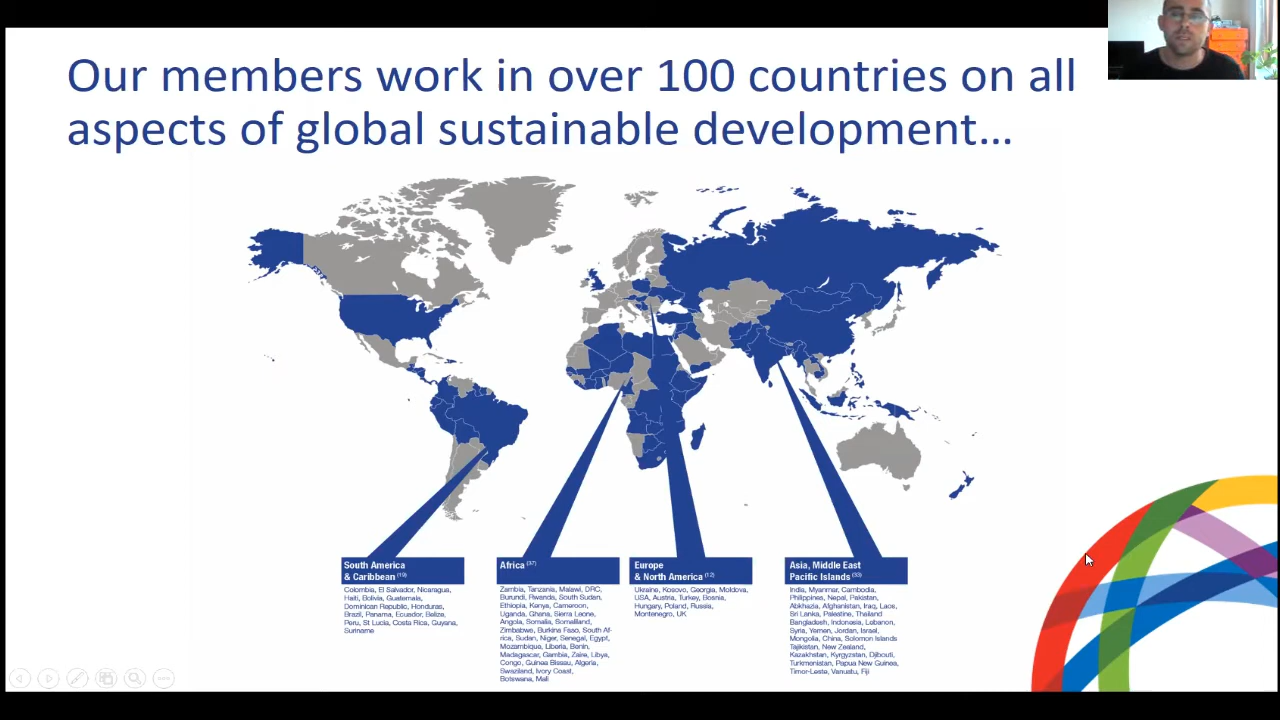 Our members work in over 100 countries on all
aspects of global sustainable development...
South America
& Caribbean (19)
Colombia, El Salvador, Nicaragua,
Haiti, Bolivia, Guatemala,
Dominican Republic, Honduras,
Brazil, Panama, Ecuador, Belize,
Peru, St Lucia, Costa Rica, Guyana,
Suriname
Africa (37)
Zambia, Tanzania, Malawi, DRC,
Burundi, Rwanda, South Sudan,
Ethiopia, Kenya, Cameroon,
Uganda, Ghana, Sierra Leone,
Angola, Somalia, Somaliland,
Zimbabwe, Burkina Faso, South Af-
rica, Sudan, Niger, Senegal, Egypt,
Mozambique, Liberia, Benin,
Madagascar, Gambia, Zaire, Libya,
Congo, Guinea Bissau, Algeria,
Swaziland, Ivory Coast,
Botswana, Mali
Europe
& North America (12)
Ukraine, Kosovo, Georgia, Moldova,
USA, Austria, Turkey, Bosnia,
Hungary, Poland, Russia,
Montenegro, UK
Asia, Middle East
Pacific Islands (33)
India, Myanmar, Cambodia,
Philippines, Nepal, Pakistan,
Abkhazia, Afghanistan, Iraq, Laos,
Sri Lanka, Palestine, Thailand
Bangladesh, Indonesia, Lebanon,
Syria, Yemen, Jordan, Israel,
Mongolia, China, Solomon Islands
Tajikistan, New Zealand,
Kazakhstan, Kyrgyzstan, Djibouti,
Turkmenistan, Papua New Guinea,
Timor-Leste, Vanuatu, Fiji